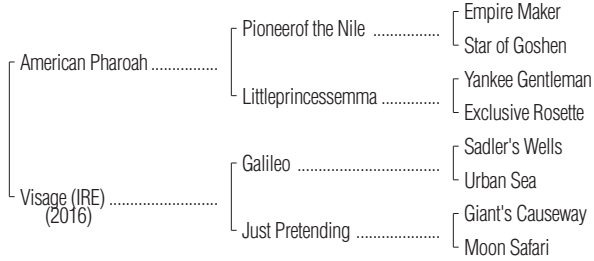 Empire Maker
Pioneerof the Nile ................
Star of Goshen
American Pharoah ................
Yankee Gentleman
Littleprincessemma ..............
Exclusive Rosette
Sadler's Wells
Galileo ..................................
Urban Sea
Visage (IRE) ..........................
(2016)
Giant's Causeway
Just Pretending ....................
Moon Safari